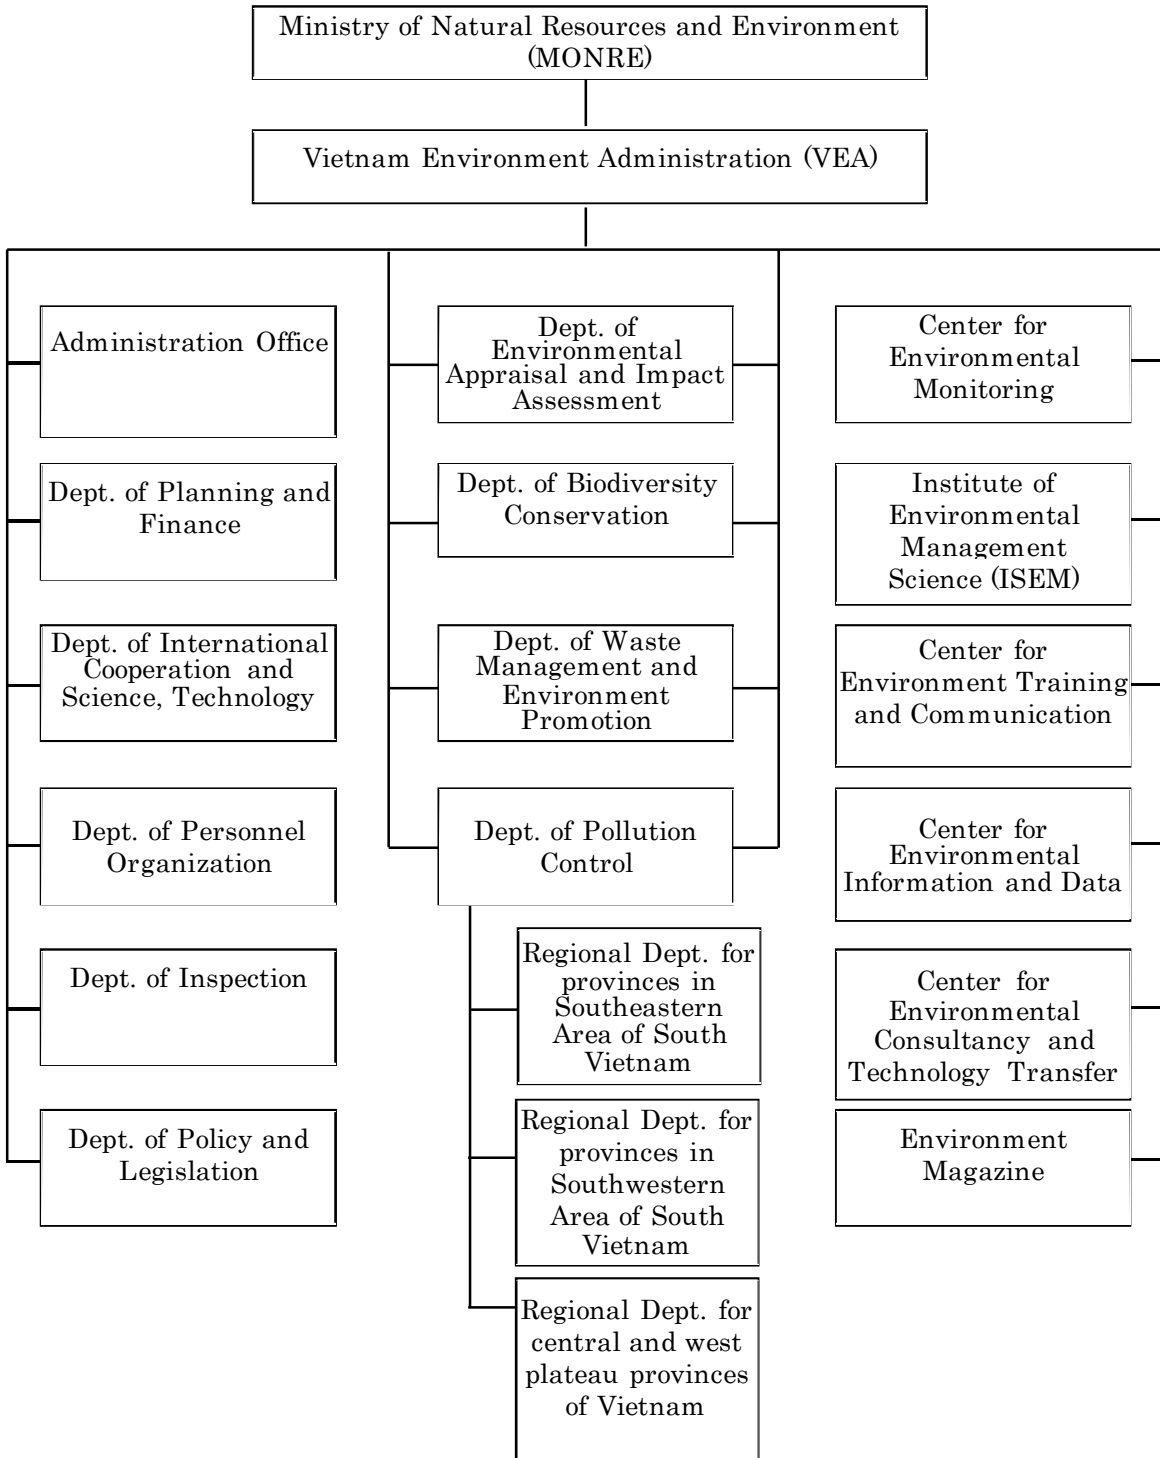 Ministry of Natural Resources and Environment
(MONRE)
Vietnam Environment Administration (VEA)
Administration Office
Dept. of Planning and
Finance
Dept. of International
Cooperation and
Science, Technology
Dept. of Personnel
Organization
Dept. of Inspection
Dept. of Policy and
Legislation
Dept. of
Environmental
Appraisal and Impact
Assessment
Dept. of Biodiversity
Conservation
Dept. of Waste
Management and
Environment
Promotion
Dept. of Pollution
Control
Regional Dept. for
provinces in
Southeastern
Area of South
Vietnam
Regional Dept. for
provinces in
Southwestern
Area of South
Vietnam
Regional Dept. for
central and west
plateau provinces
of Vietnam
Center for
Environmental
Monitoring
Institute of
Environmental
Management
Science (ISEM)
Center for
Environment Training
and Communication
Center for
Environmental
Information and Data
Center for
Environmental
Consultancy and
Technology Transfer
Environment
Magazine